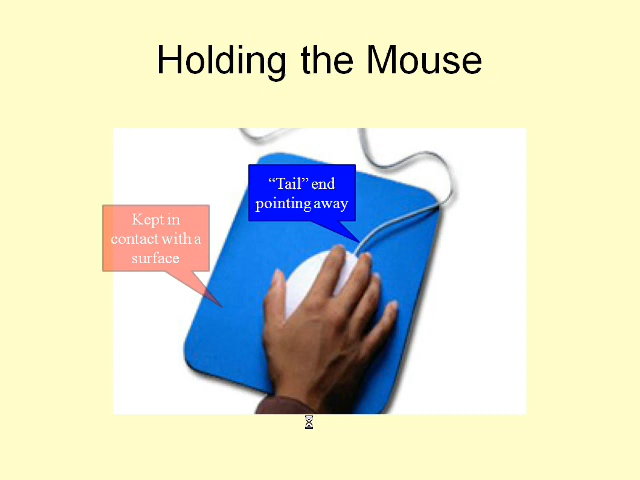 Holding the Mouse
“Tail” end
pointing away
Kept in
contact with a
surface